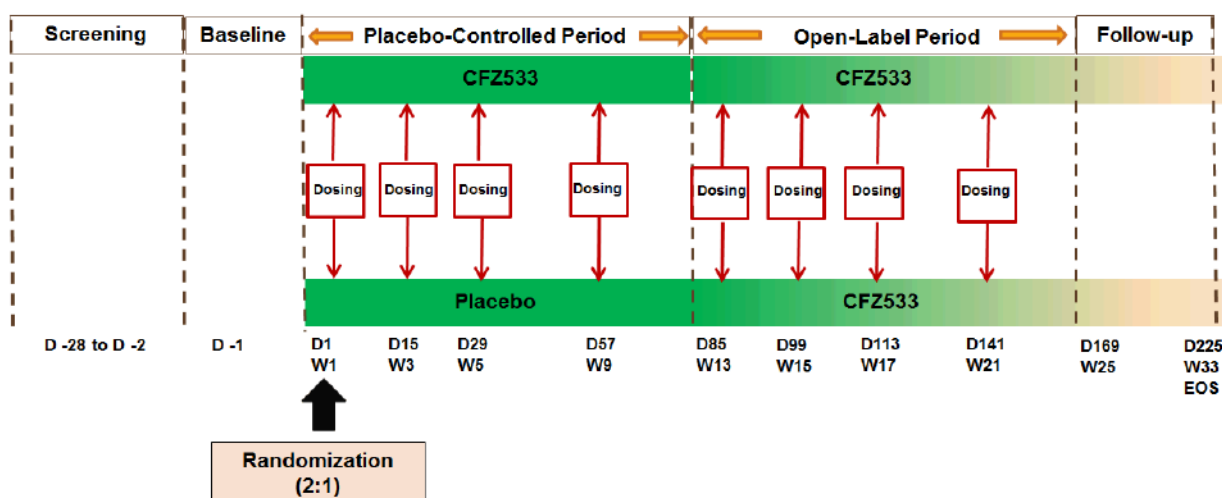 Screening Baseline Placebo-Controlled Period Open-Label Period Follow-up
CFZ533 CFZ533
Dosing Dosing Dosing Dosing Dosing Dosing Dosing Dosing
Placebo CFZ533
D -28 to D -2 D -1 D1 D15 D29 D57 D85 D99 D113 D141 D169 D225
W1 W3 W5 W9 W13 W15 W17 W21 W25 W33
EOS
Randomization
(2:1)